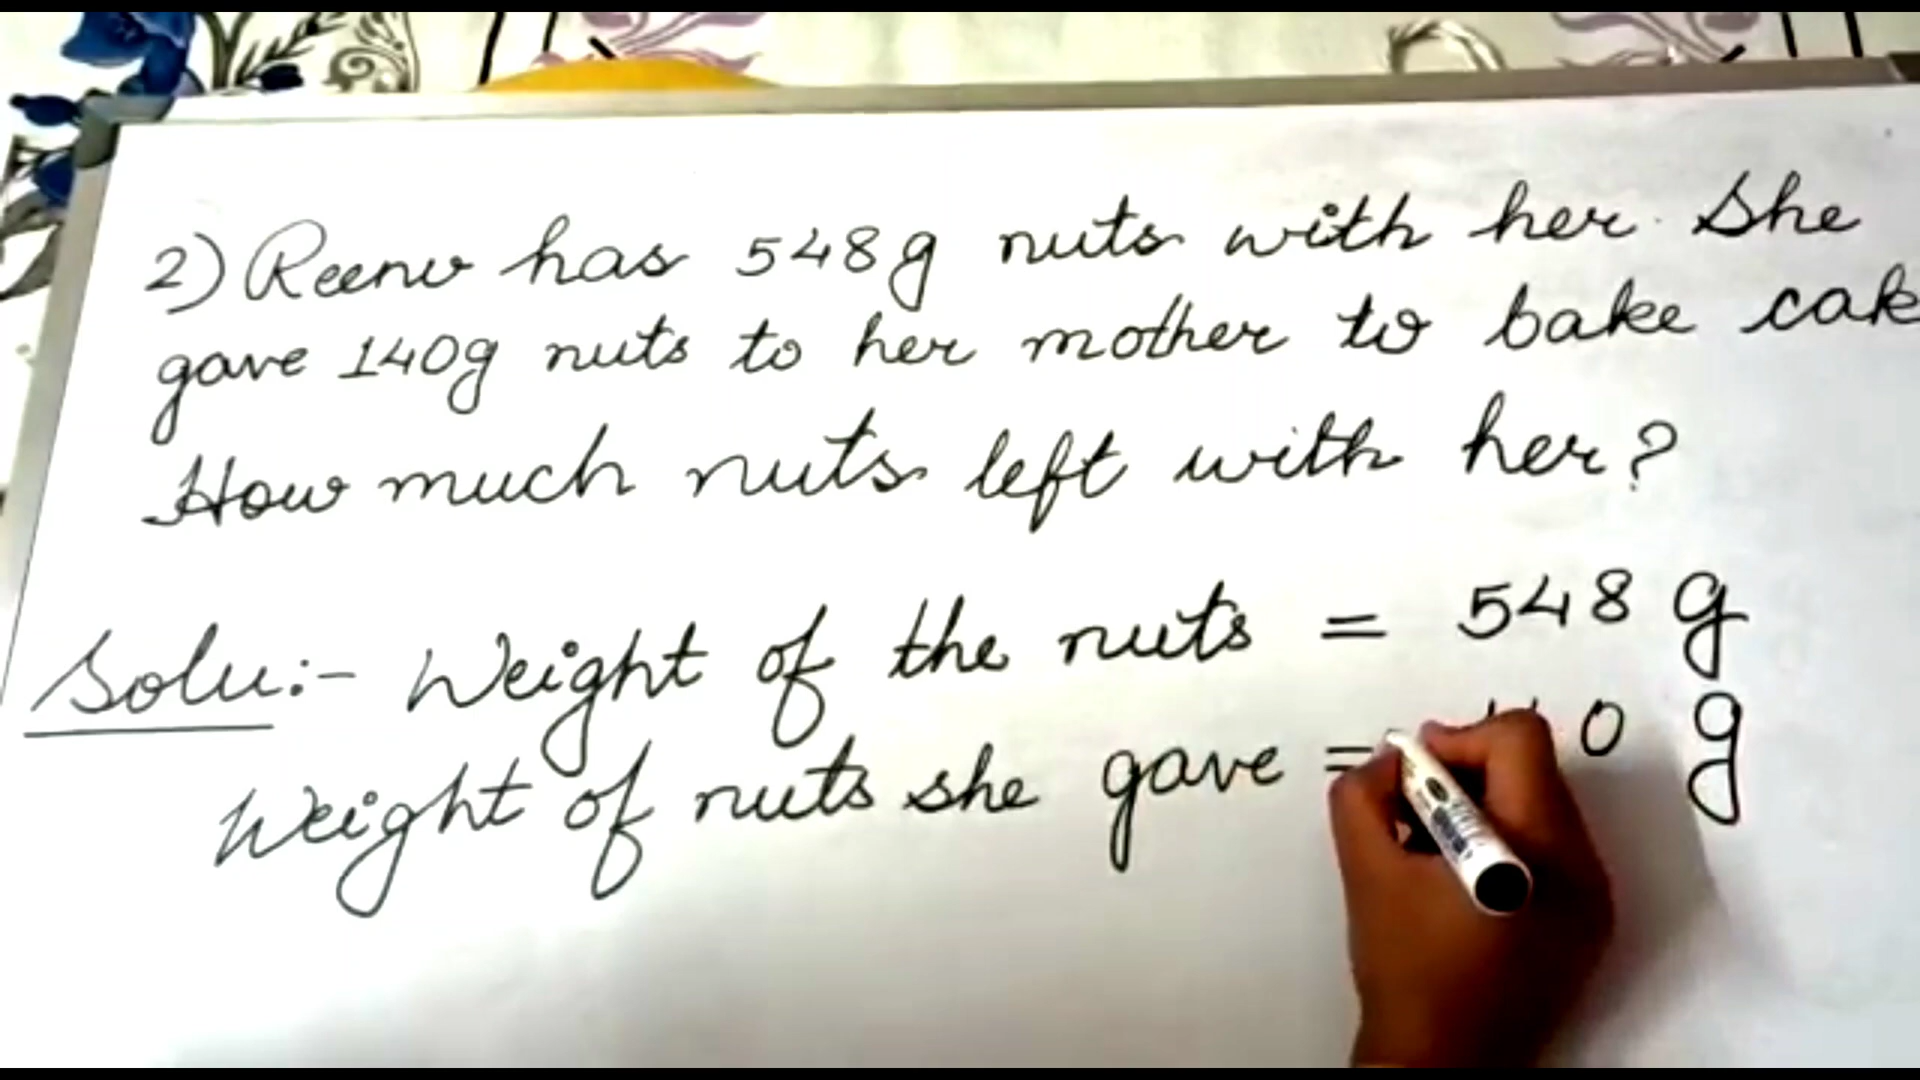 2) Reenu has 548g nuts with her. She
gave 140g nuts to her mother to bake
How much nuts left with her?
Solu:- Weight of the nuts = 548 g
Weight of nuts she gave = 0 g